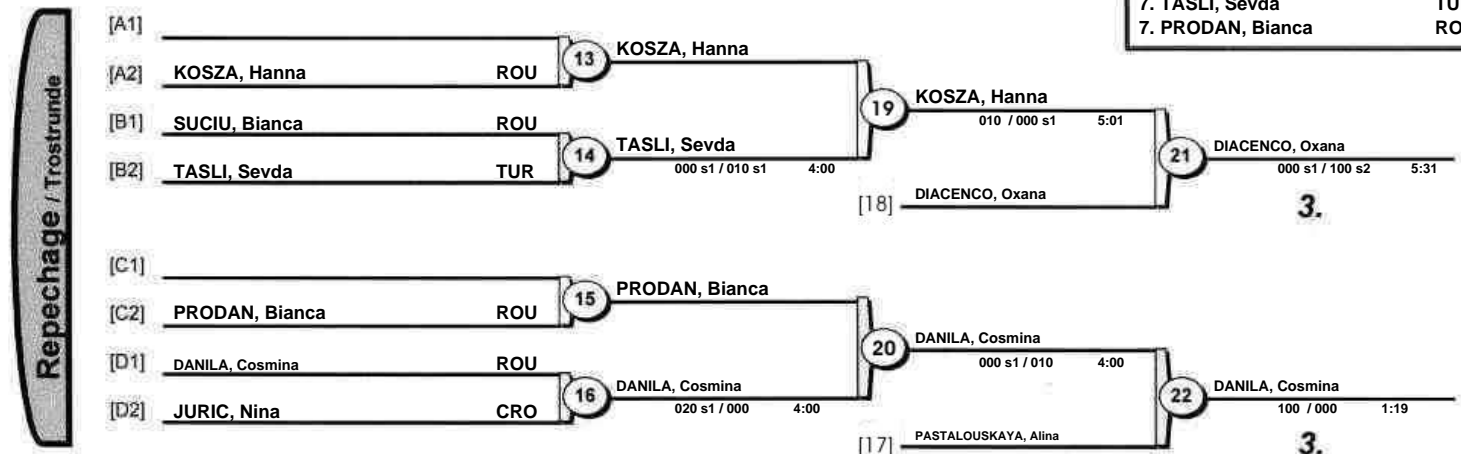 7. TASLI, Sevda TU
7. PRODAN, Bianca RO
Repechage / Trostrunde
[A1]
[A2] KOSZA, Hanna ROU
13 KOSZA, Hanna
[B1] SUCIU, Bianca ROU
[B2] TASLI, Sevda TUR
14 TASLI, Sevda
000 s1 / 010 s1 4:00
19 KOSZA, Hanna
010 / 000 s1 5:01
[18] DIACENCO, Oxana
21 DIACENCO, Oxana
000 s1 / 100 s2 5:31
3.
[C1]
[C2] PRODAN, Bianca ROU
15 PRODAN, Bianca
[D1] DANILA, Cosmina ROU
[D2] JURIC, Nina CRO
16 DANILA, Cosmina
020 s1 / 000 4:00
20 DANILA, Cosmina
000 s1 / 010 4:00
[17] PASTALOUSKAYA, Alina
22 DANILA, Cosmina
100 / 000 1:19
3.